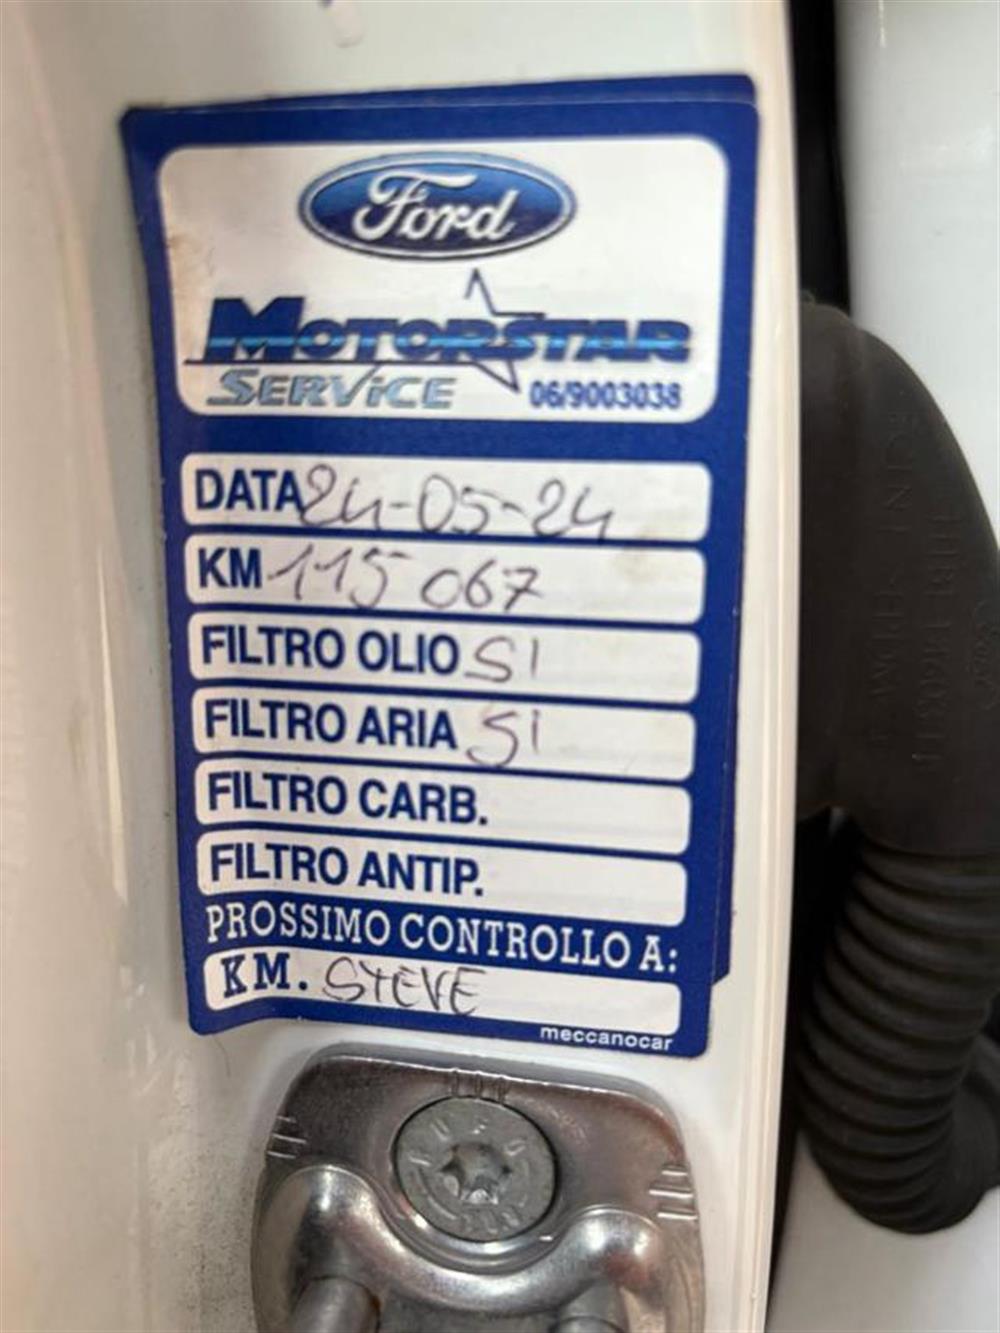 Ford
MOTORSTAR
SERVICE 06/9003038
DATA 24-05-24
KM 115 067
FILTRO OLIO SI
FILTRO ARIA SI
FILTRO CARB.
FILTRO ANTIP.
PROSSIMO CONTROLLO A:
KM. STEVE
meccanocar